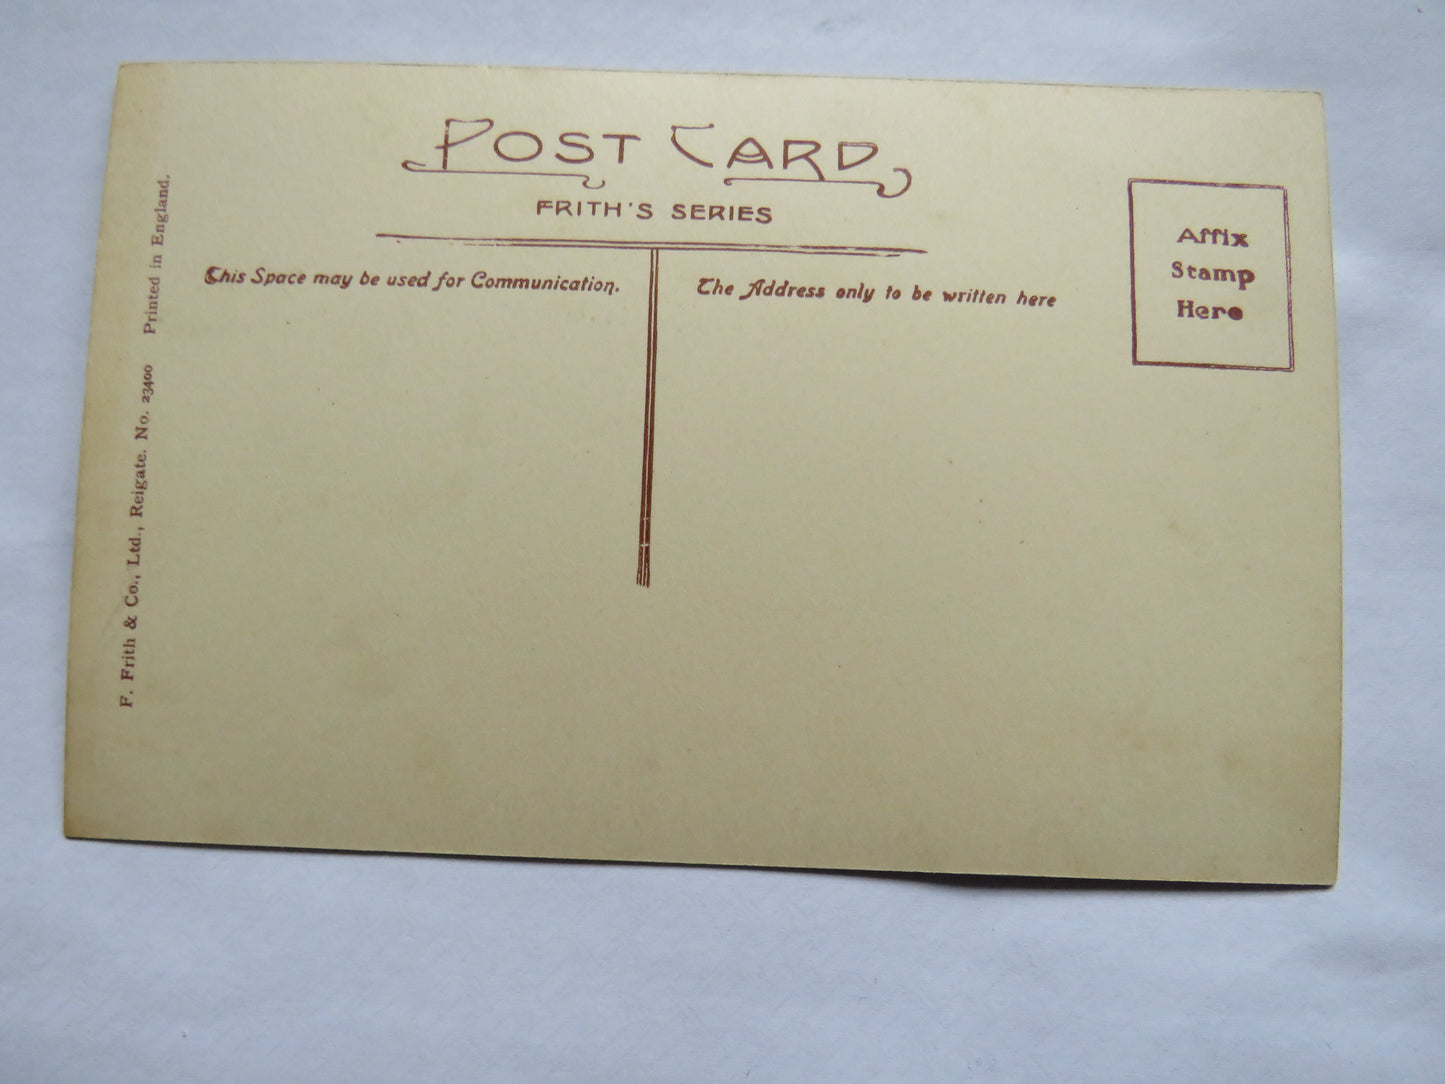 POST CARD
FRITH'S SERIES
This Space may be used for Communication.
The Address only to be written here
Affix
Stamp
Here
F. Frith & Co., Ltd., Reigate. No. 23400 Printed in England.